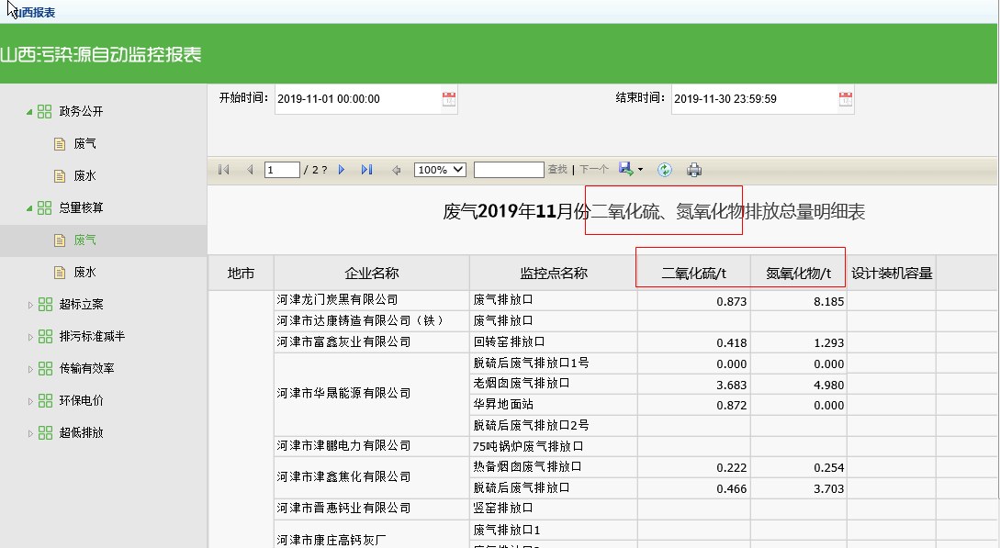 山西报表
山西污染源自动监控报表
政务公开
废气
废水
总量核算
废气
废水
超标立案
排污标准减半
传输有效率
环保电价
超低排放
开始时间: 2019-11-01 00:00:00 结束时间: 2019-11-30 23:59:59
1 / 2 ? 100% 查找 | 下一个
废气2019年11月份二氧化硫、氮氧化物排放总量明细表
地市 企业名称 监控点名称 二氧化硫/t 氮氧化物/t 设计装机容量
河津龙门炭黑有限公司 废气排放口 0.873 8.185
河津市达康铸造有限公司（铁） 废气排放口
河津市富鑫灰业有限公司 回转窑排放口 0.418 1.293
脱硫后废气排放口1号 0.000 0.000
老烟囱废气排放口 3.683 4.980
河津市华晟能源有限公司
华昇地面站 0.872 0.000
脱硫后废气排放口2号
河津市津鹏电力有限公司 75吨锅炉废气排放口
热备烟囱废气排放口 0.222 0.254
河津市津鑫焦化有限公司
脱硫后废气排放口 0.466 3.703
河津市晋惠钙业有限公司 竖窑排放口
废气排放口1
河津市康庄高钙灰厂